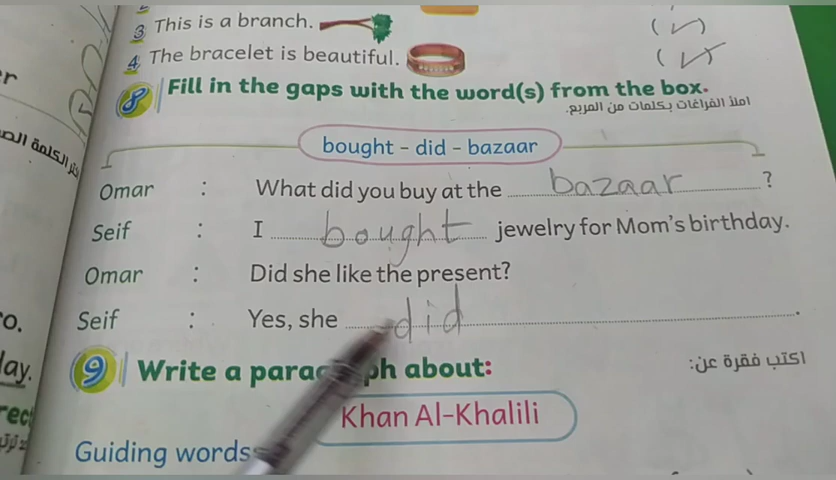 3 This is a branch. (✓)
4 The bracelet is beautiful. (✓)
8 Fill in the gaps with the word(s) from the box.
املأ الفراغات بكلمات من المربع.
bought – did – bazaar
Omar : What did you buy at the bazaar ?
Seif : I bought jewelry for Mom's birthday.
Omar : Did she like the present?
Seif : Yes, she did .
9 Write a paragraph about:
اكتب فقرة عن:
Khan Al-Khalili
Guiding words